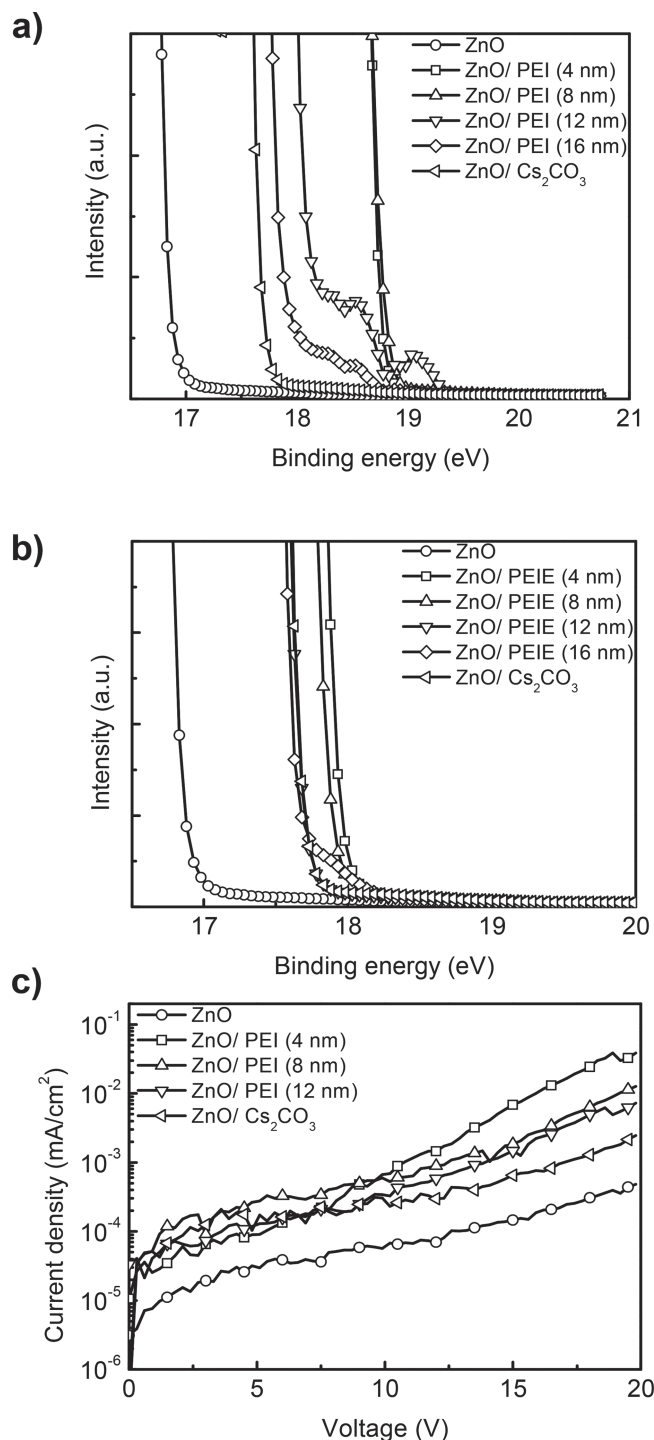 a)
ZnO
ZnO/ PEI (4 nm)
ZnO/ PEI (8 nm)
ZnO/ PEI (12 nm)
ZnO/ PEI (16 nm)
ZnO/ Cs₂CO₃
Intensity (a.u.)
17 18 19 20 21
Binding energy (eV)
b)
ZnO
ZnO/ PEIE (4 nm)
ZnO/ PEIE (8 nm)
ZnO/ PEIE (12 nm)
ZnO/ PEIE (16 nm)
ZnO/ Cs₂CO₃
Intensity (a.u.)
17 18 19 20
Binding energy (eV)
c)
ZnO
ZnO/ PEI (4 nm)
ZnO/ PEI (8 nm)
ZnO/ PEI (12 nm)
ZnO/ Cs₂CO₃
Current density (mA/cm²)
10⁻¹
10⁻²
10⁻³
10⁻⁴
10⁻⁵
10⁻⁶
0 5 10 15 20
Voltage (V)